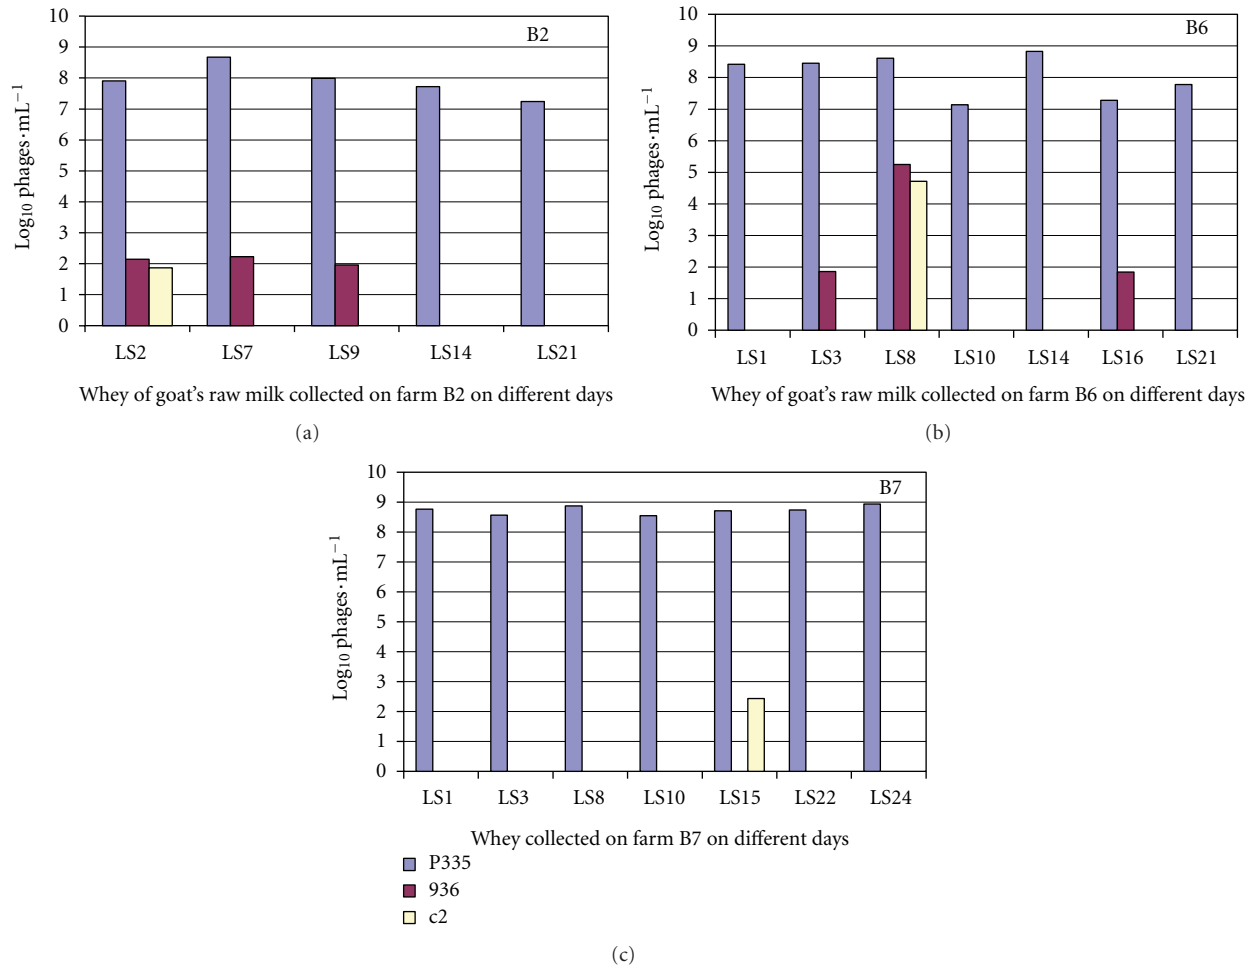 10
9
8
7
6
5
4
3
2
1
0
Log₁₀ phages·mL⁻¹
B2
LS2 LS7 LS9 LS14 LS21
Whey of goat's raw milk collected on farm B2 on different days
(a)
10
9
8
7
6
5
4
3
2
1
0
Log₁₀ phages·mL⁻¹
B6
LS1 LS3 LS8 LS10 LS14 LS16 LS21
Whey of goat's raw milk collected on farm B6 on different days
(b)
10
9
8
7
6
5
4
3
2
1
0
Log₁₀ phages·mL⁻¹
B7
LS1 LS3 LS8 LS10 LS15 LS22 LS24
Whey collected on farm B7 on different days
P335
936
c2
(c)